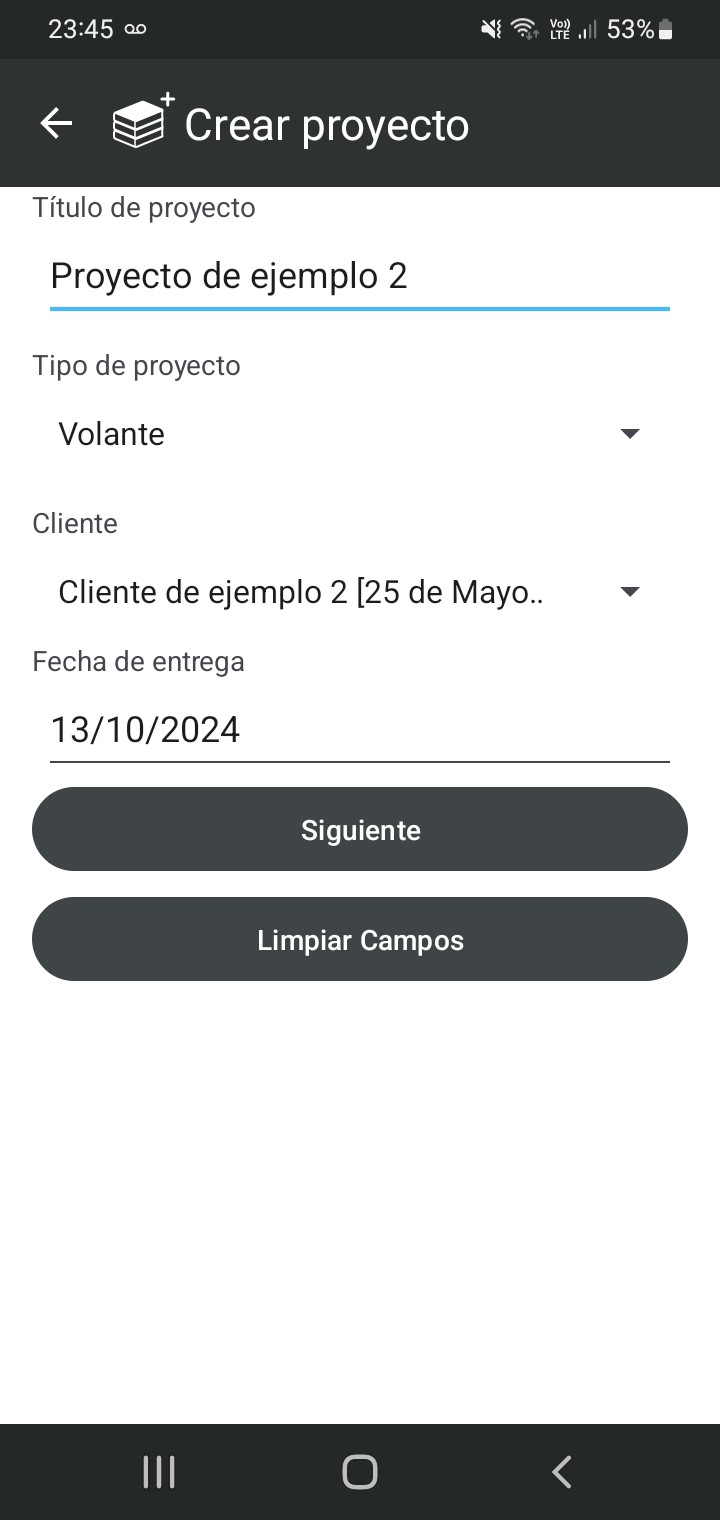 23:45
Vo))
LTE
53%
Crear proyecto
Título de proyecto
Proyecto de ejemplo 2
Tipo de proyecto
Volante
Cliente
Cliente de ejemplo 2 [25 de Mayo..
Fecha de entrega
13/10/2024
Siguiente
Limpiar Campos